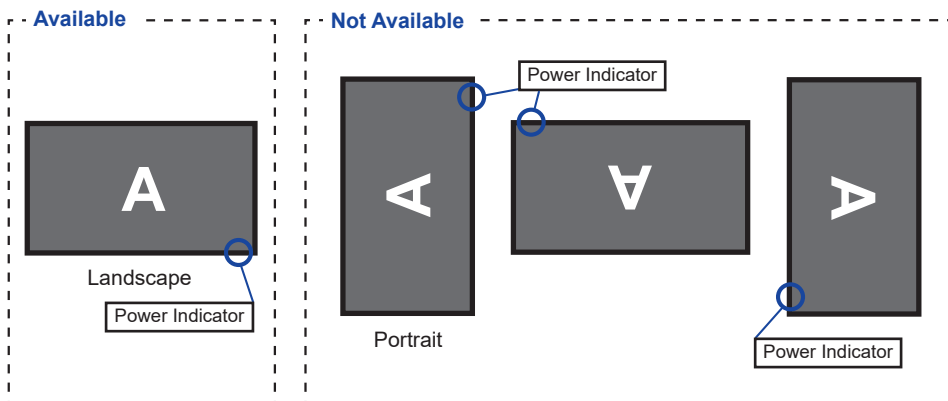 Available
Not Available
Power Indicator
A
A
A
A
Landscape
Power Indicator
Portrait
Power Indicator